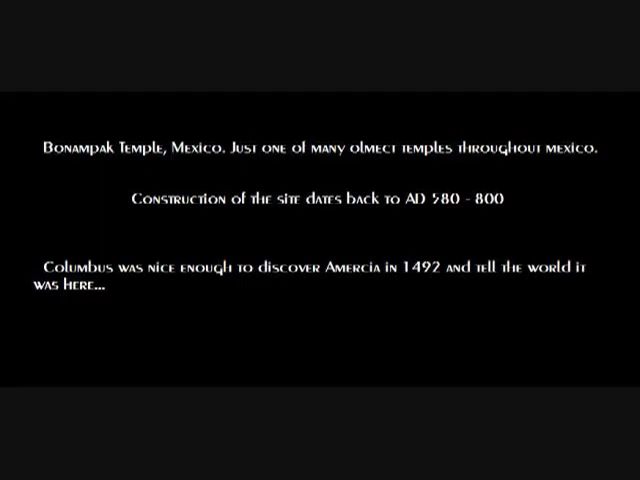 Bonampak Temple, Mexico. Just one of many olmect temples throughout mexico.
Construction of the site dates back to AD 580 - 800
Columbus was nice enough to discover Amercia in 1492 and tell the world it
was here...